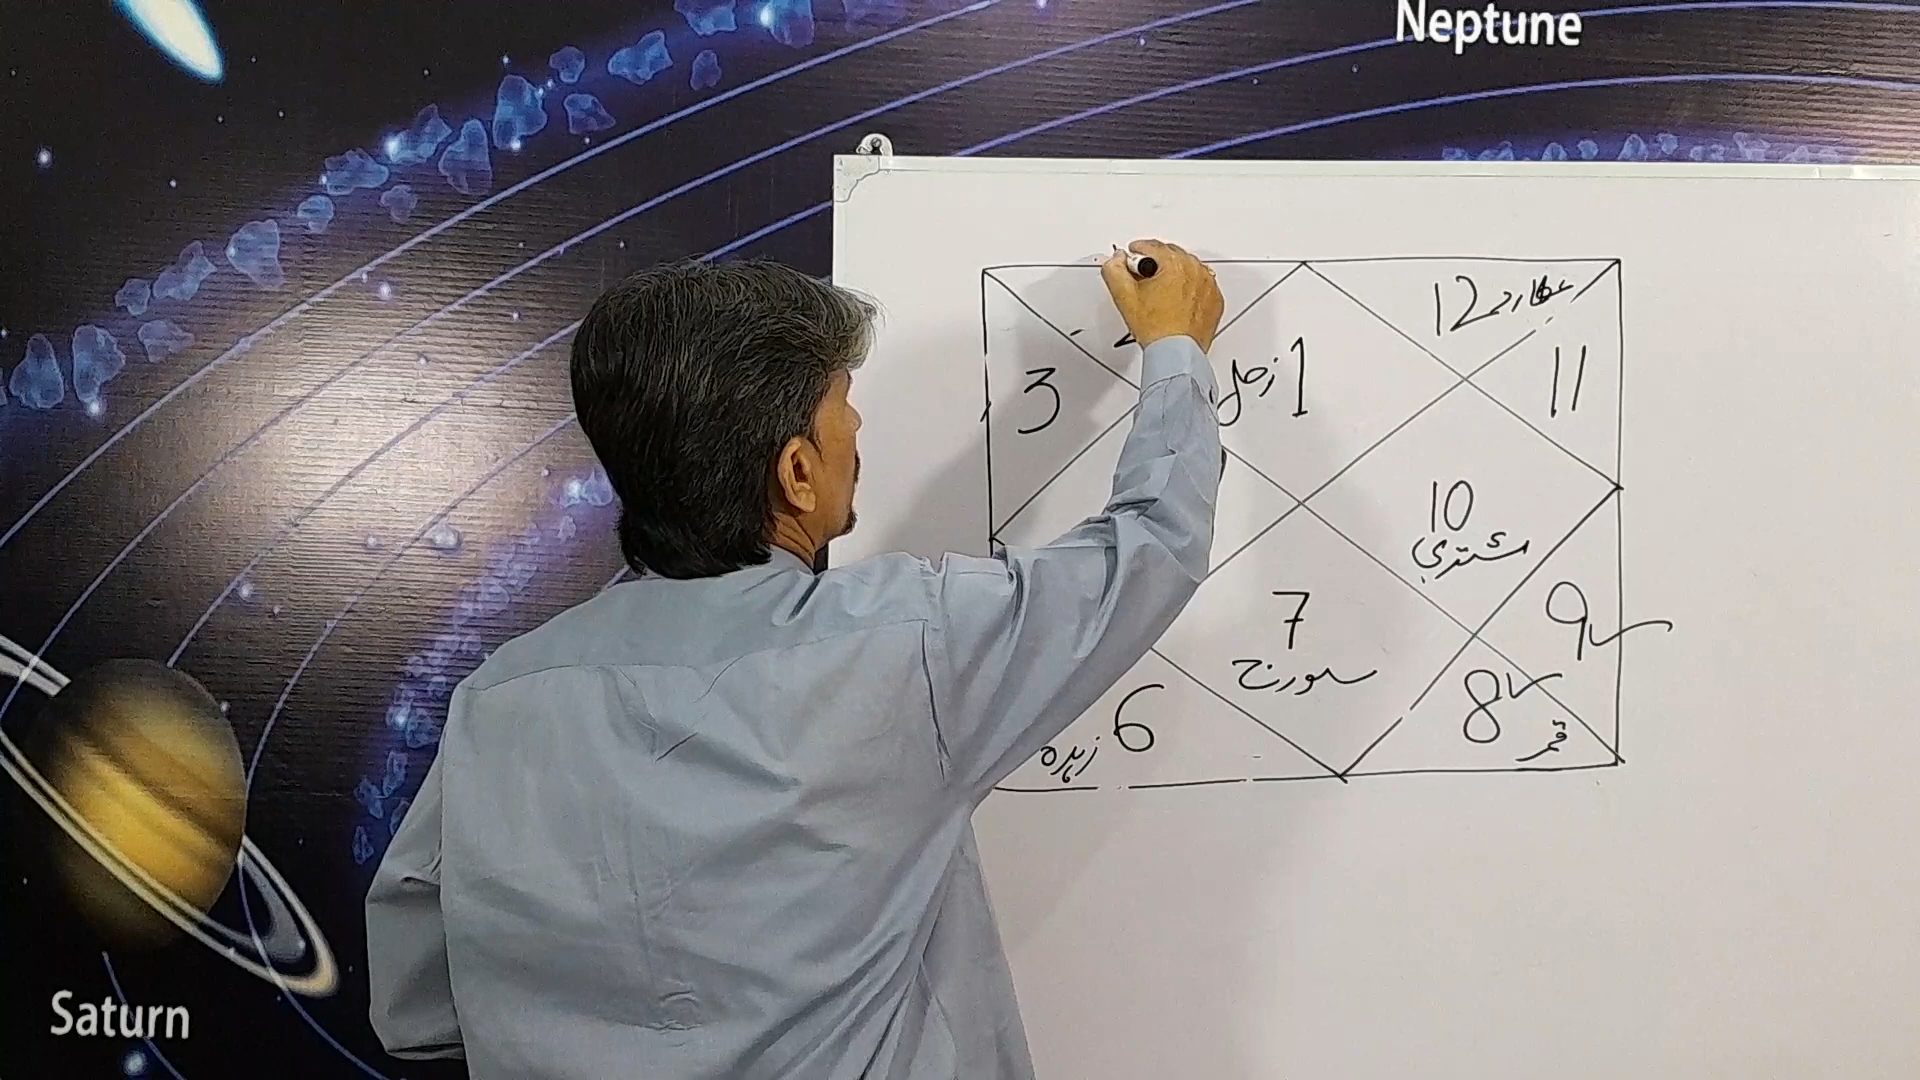 Neptune
12 عطارد
11
3
زحل 1
10
مشتری
7
سورج
9
8
قمر
زہرہ 6
Saturn